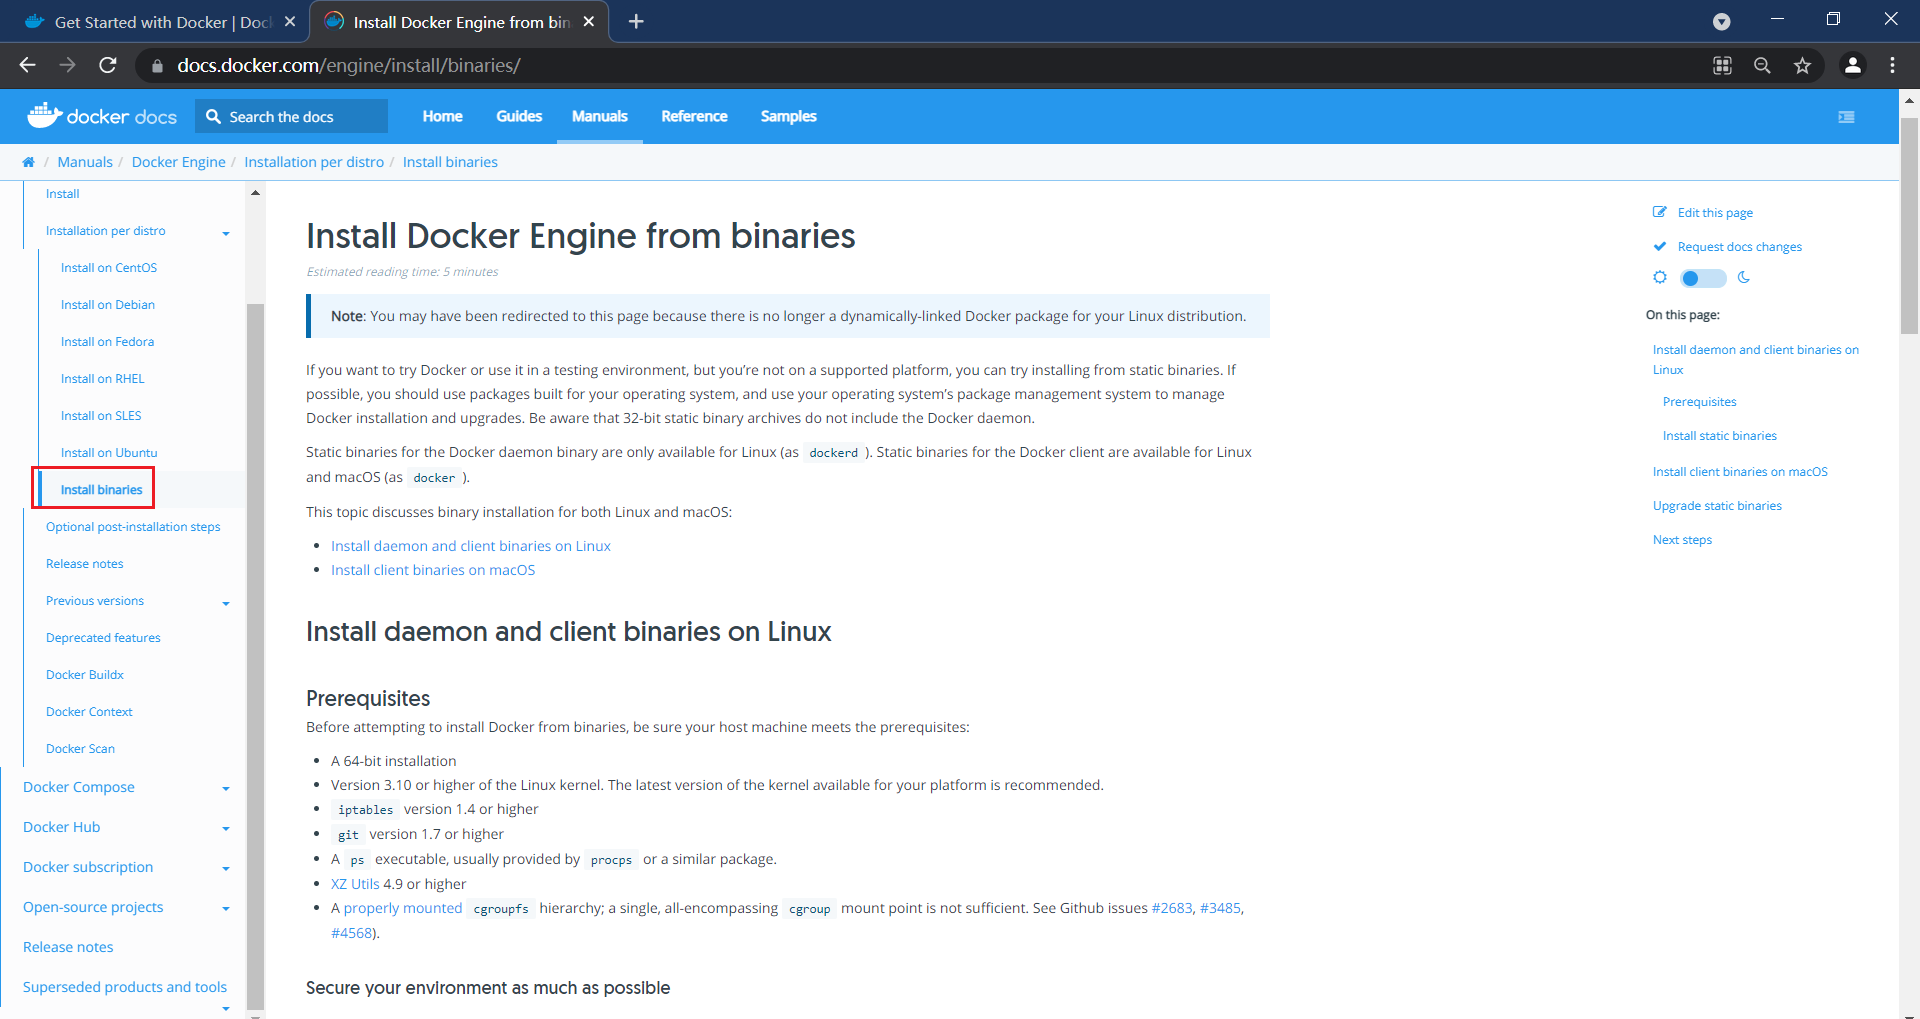 Get Started with Docker | Doc
Install Docker Engine from bin
docs.docker.com/engine/install/binaries/
docker docs
Search the docs
Home
Guides
Manuals
Reference
Samples
/ Manuals / Docker Engine / Installation per distro / Install binaries
Install
Installation per distro
Install on CentOS
Install on Debian
Install on Fedora
Install on RHEL
Install on SLES
Install on Ubuntu
Install binaries
Optional post-installation steps
Release notes
Previous versions
Deprecated features
Docker Buildx
Docker Context
Docker Scan
Docker Compose
Docker Hub
Docker subscription
Open-source projects
Release notes
Superseded products and tools
Install Docker Engine from binaries
Estimated reading time: 5 minutes
Note: You may have been redirected to this page because there is no longer a dynamically-linked Docker package for your Linux distribution.
If you want to try Docker or use it in a testing environment, but you’re not on a supported platform, you can try installing from static binaries. If
possible, you should use packages built for your operating system, and use your operating system’s package management system to manage
Docker installation and upgrades. Be aware that 32-bit static binary archives do not include the Docker daemon.
Static binaries for the Docker daemon binary are only available for Linux (as dockerd ). Static binaries for the Docker client are available for Linux
and macOS (as docker ).
This topic discusses binary installation for both Linux and macOS:
• Install daemon and client binaries on Linux
• Install client binaries on macOS
Install daemon and client binaries on Linux
Prerequisites
Before attempting to install Docker from binaries, be sure your host machine meets the prerequisites:
• A 64-bit installation
• Version 3.10 or higher of the Linux kernel. The latest version of the kernel available for your platform is recommended.
• iptables version 1.4 or higher
• git version 1.7 or higher
• A ps executable, usually provided by procps or a similar package.
• XZ Utils 4.9 or higher
• A properly mounted cgroupfs hierarchy; a single, all-encompassing cgroup mount point is not sufficient. See Github issues #2683, #3485,
#4568).
Secure your environment as much as possible
Edit this page
Request docs changes
On this page:
Install daemon and client binaries on
Linux
Prerequisites
Install static binaries
Install client binaries on macOS
Upgrade static binaries
Next steps